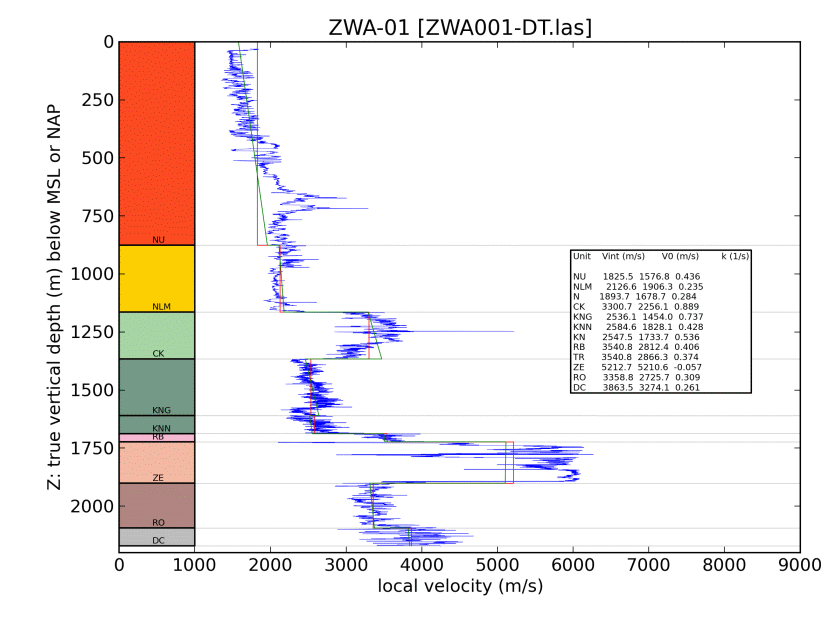 ZWA-01 [ZWA001-DT.las]
Z: true vertical depth (m) below MSL or NAP
0
250
500
750
1000
1250
1500
1750
2000
NU
NLM
CK
KNG
KNN
RB
ZE
RO
DC
Unit Vint (m/s) V0 (m/s) k (1/s)
NU 1825.5 1576.8 0.436
NLM 2126.6 1906.3 0.235
N 1893.7 1678.7 0.284
CK 3300.7 2256.1 0.889
KNG 2536.1 1454.0 0.737
KNN 2584.6 1828.1 0.428
KN 2547.5 1733.7 0.536
RB 3540.8 2812.4 0.406
TR 3540.8 2866.3 0.374
ZE 5212.7 5210.6 -0.057
RO 3358.8 2725.7 0.309
DC 3863.5 3274.1 0.261
0 1000 2000 3000 4000 5000 6000 7000 8000 9000
local velocity (m/s)